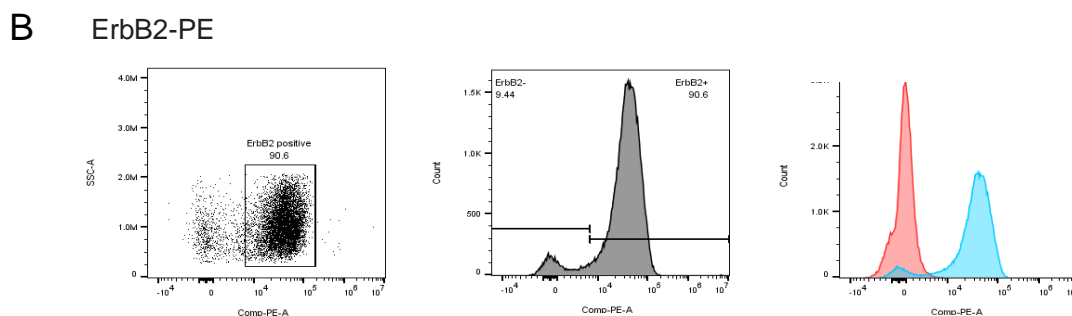 B ErbB2-PE
4.0M
3.0M
2.0M
1.0M
0
SSC-A
ErbB2 positive
90.6
-10^4 0 10^4 10^5 10^6 10^7
Comp-PE-A
1.5K
1.0K
500
0
Count
ErbB2-
9.44
ErbB2+
90.6
-10^4 0 10^4 10^5 10^6 10^7
Comp-PE-A
2.0K
1.0K
0
Count
-10^4 0 10^4 10^5 10^6 10^7
Comp-PE-A